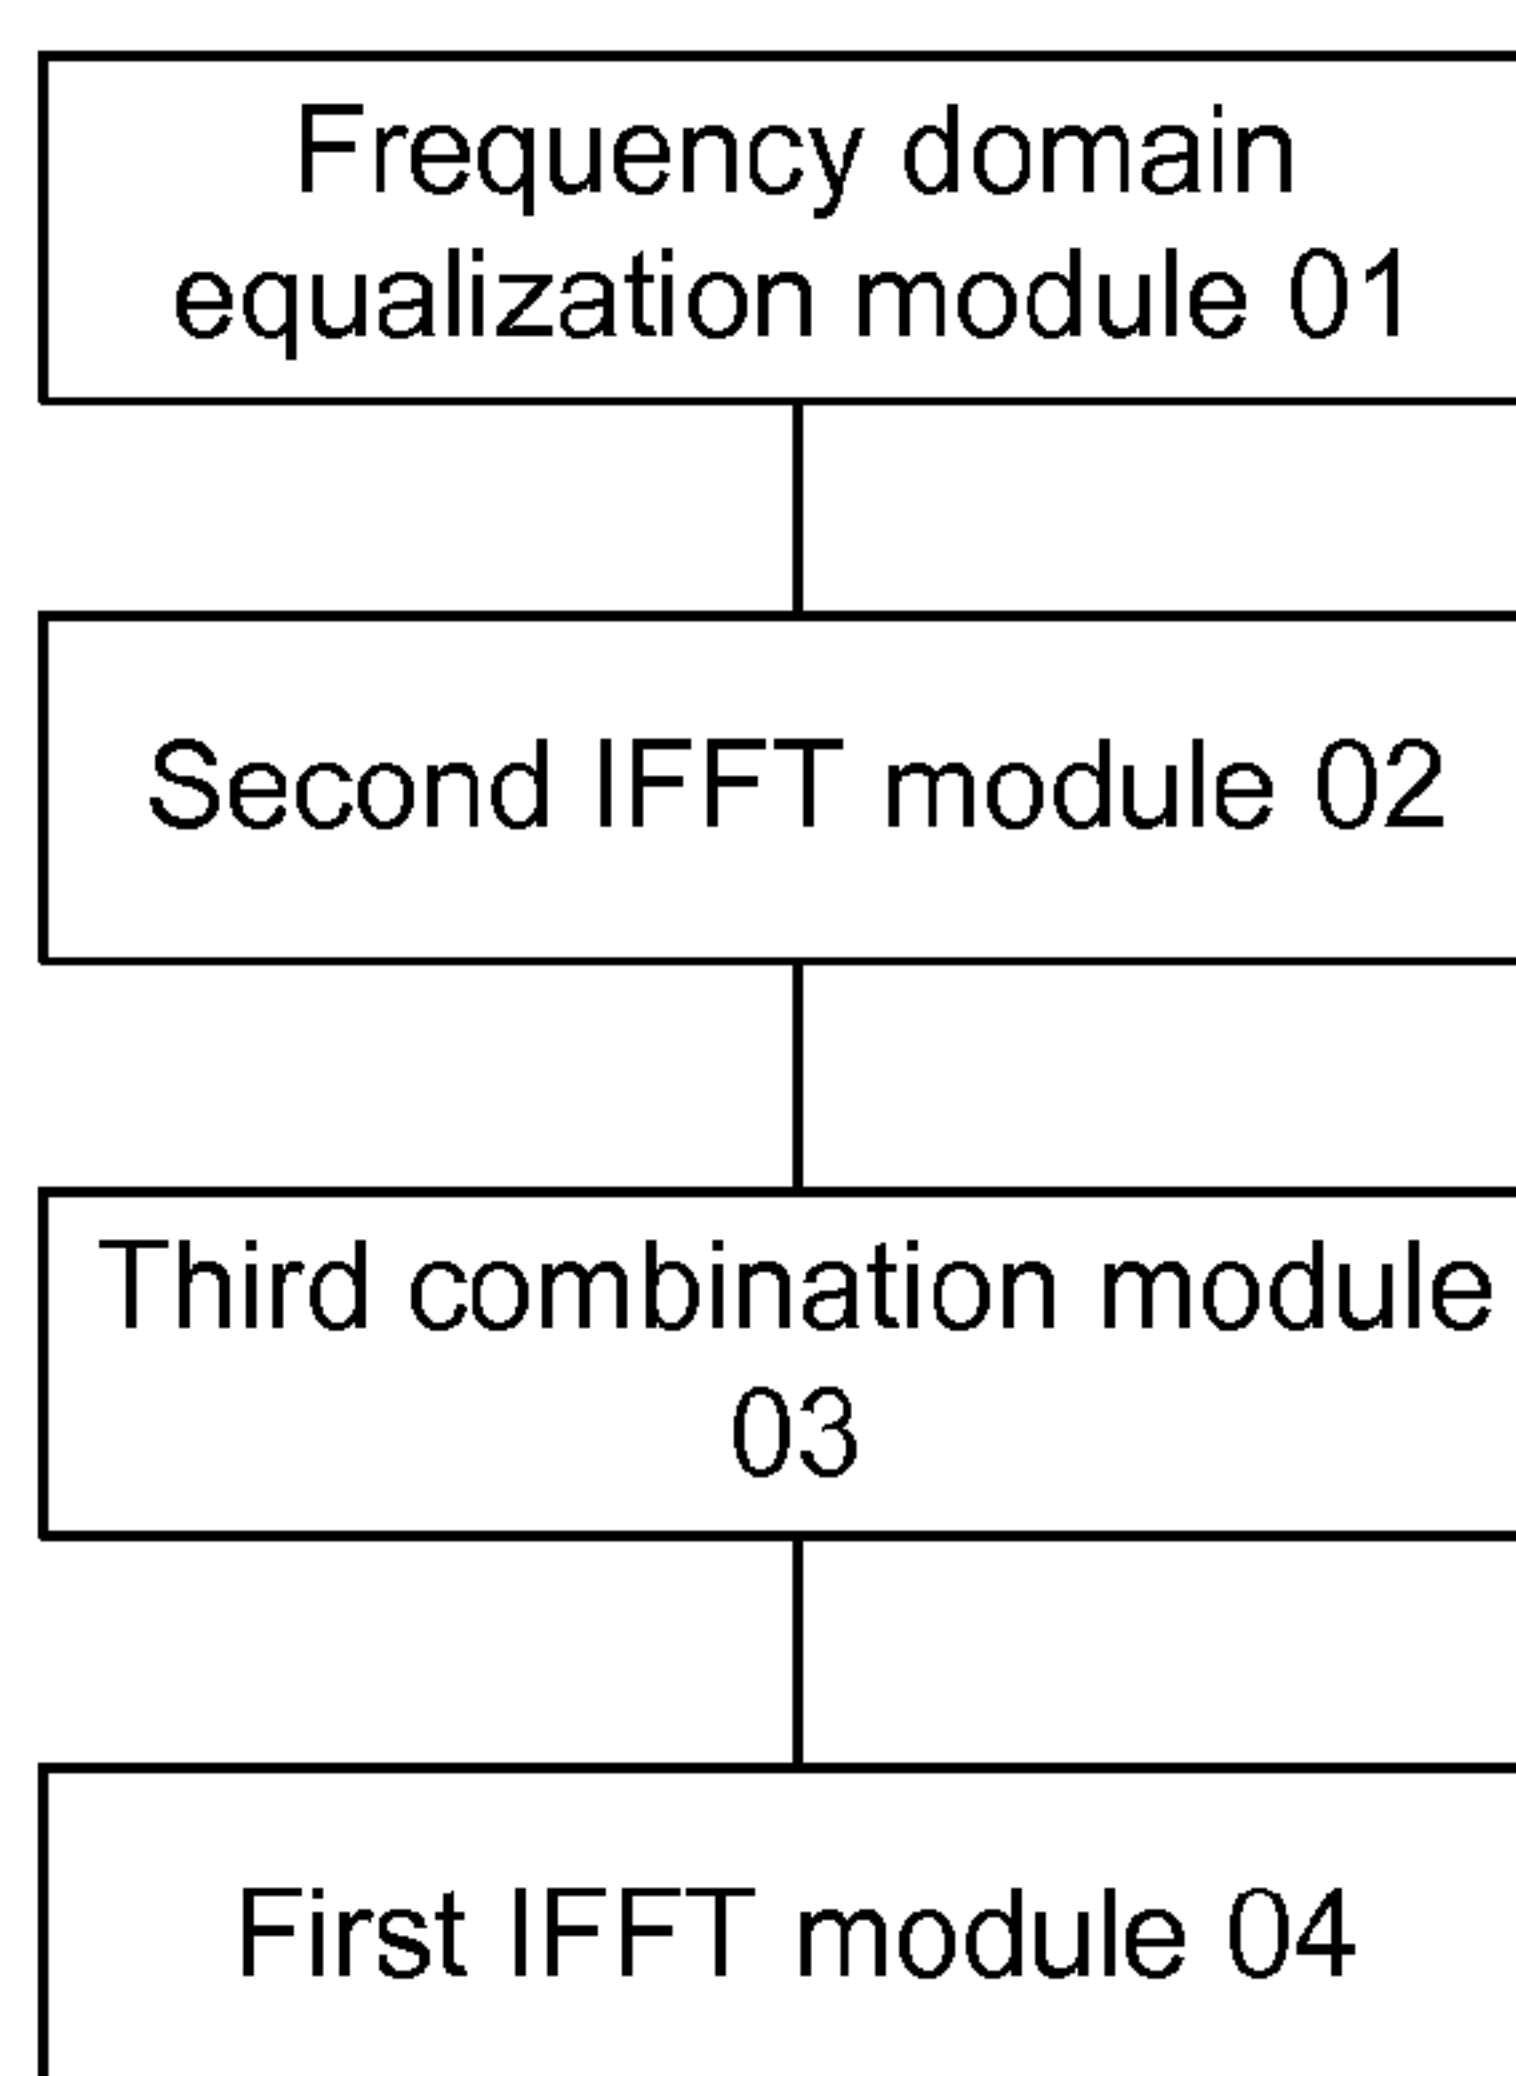 Frequency domain
equalization module 01
Second IFFT module 02
Third combination module
03
First IFFT module 04